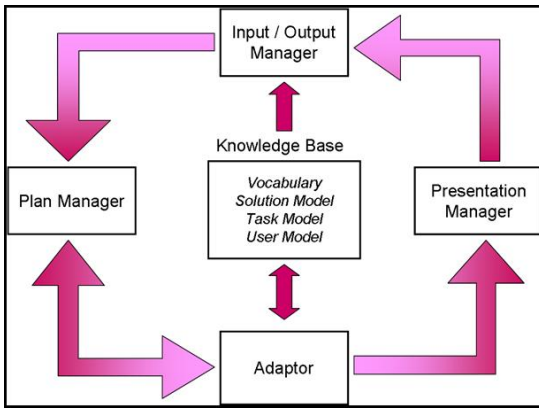 Input / Output
Manager
Knowledge Base
Vocabulary
Solution Model
Task Model
User Model
Plan Manager
Presentation
Manager
Adaptor